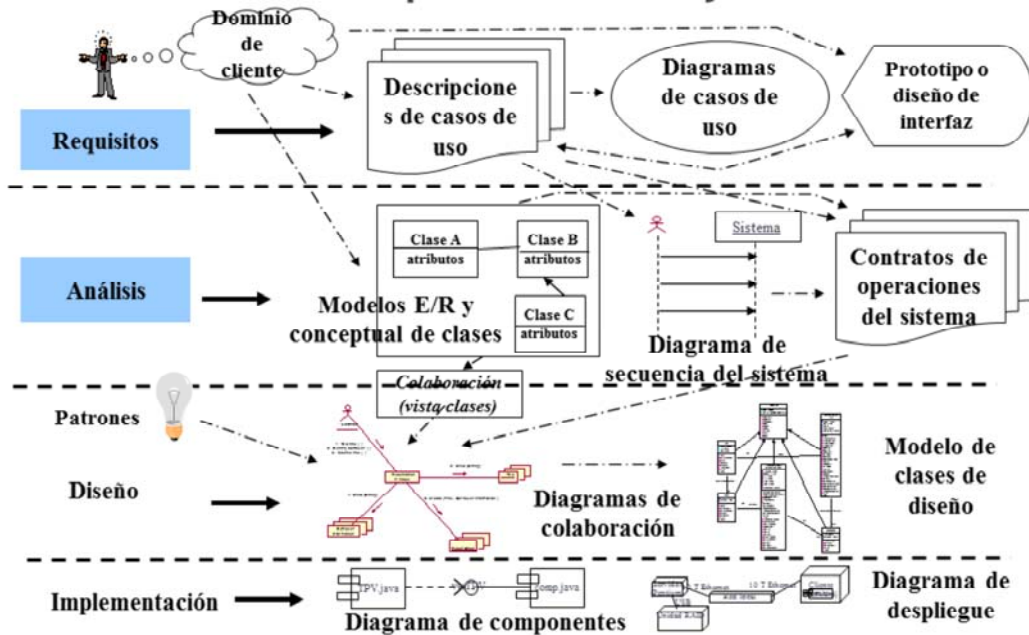 Dominio
de
cliente
Descripcione
s de casos de
uso
Diagramas
de casos de
uso
Prototipo o
diseño de
interfaz
Requisitos
Clase A
atributos
Clase B
atributos
Clase C
atributos
Modelos E/R y
conceptual de clases
Sistema
Diagrama de
secuencia del sistema
Contratos de
operaciones
del sistema
Análisis
Colaboración
(vista clases)
Patrones
Diseño
Diagramas de
colaboración
Modelo de
clases de
diseño
Implementación
TPV.java
Comp.java
Diagrama de componentes
Diagrama de
despliegue